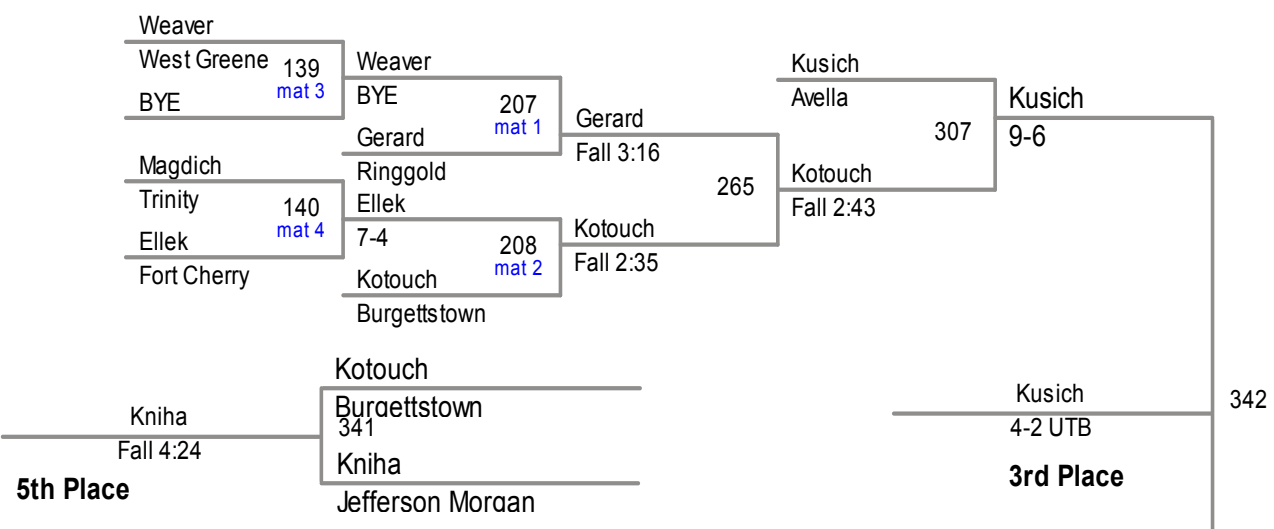 Weaver
West Greene
139
mat 3
BYE
Magdich
Trinity
140
mat 4
Ellek
Fort Cherry
Weaver
BYE
207
mat 1
Gerard
Ringgold
Ellek
7-4
208
mat 2
Kotouch
Burgettstown
Gerard
Fall 3:16
265
Kotouch
Fall 2:35
Kusich
Avella
307
Kotouch
Fall 2:43
Kusich
9-6
Kotouch
Burgettstown
341
Kniha
Jefferson Morgan
Kniha
Fall 4:24
5th Place
Kusich
4-2 UTB
342
3rd Place